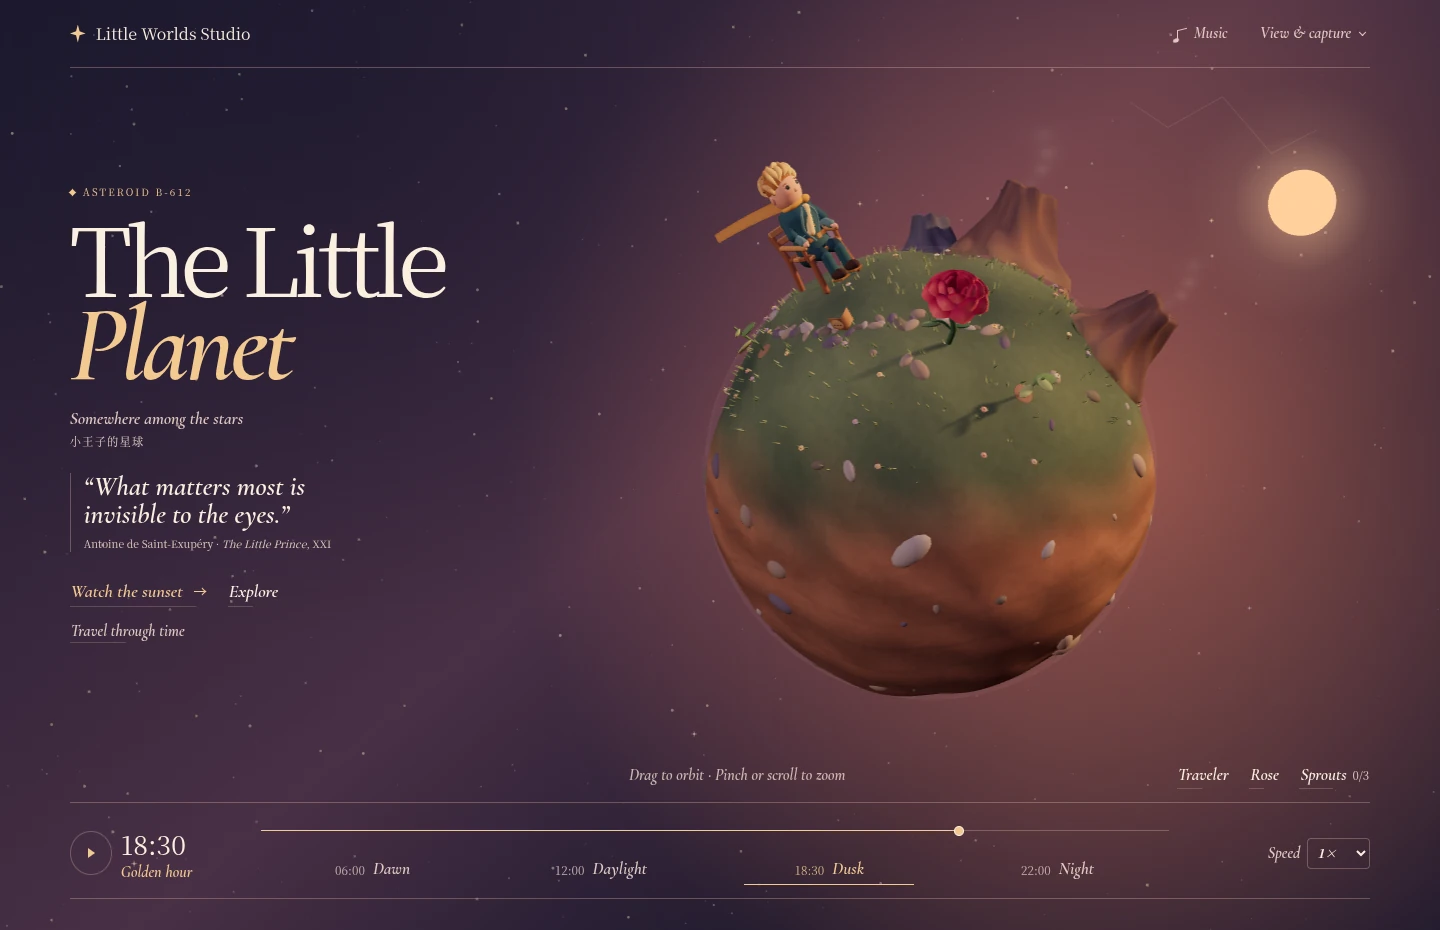 Little Worlds Studio
Music
View & capture
ASTEROID B-612
The Little
Planet
Somewhere among the stars
小王子的星球
“What matters most is
invisible to the eyes.”
Antoine de Saint-Exupéry · The Little Prince, XXI
Watch the sunset →
Explore
Travel through time
Drag to orbit · Pinch or scroll to zoom
Traveler
Rose
Sprouts 0/3
18:30
Golden hour
06:00 Dawn
12:00 Daylight
18:30 Dusk
22:00 Night
Speed 1×